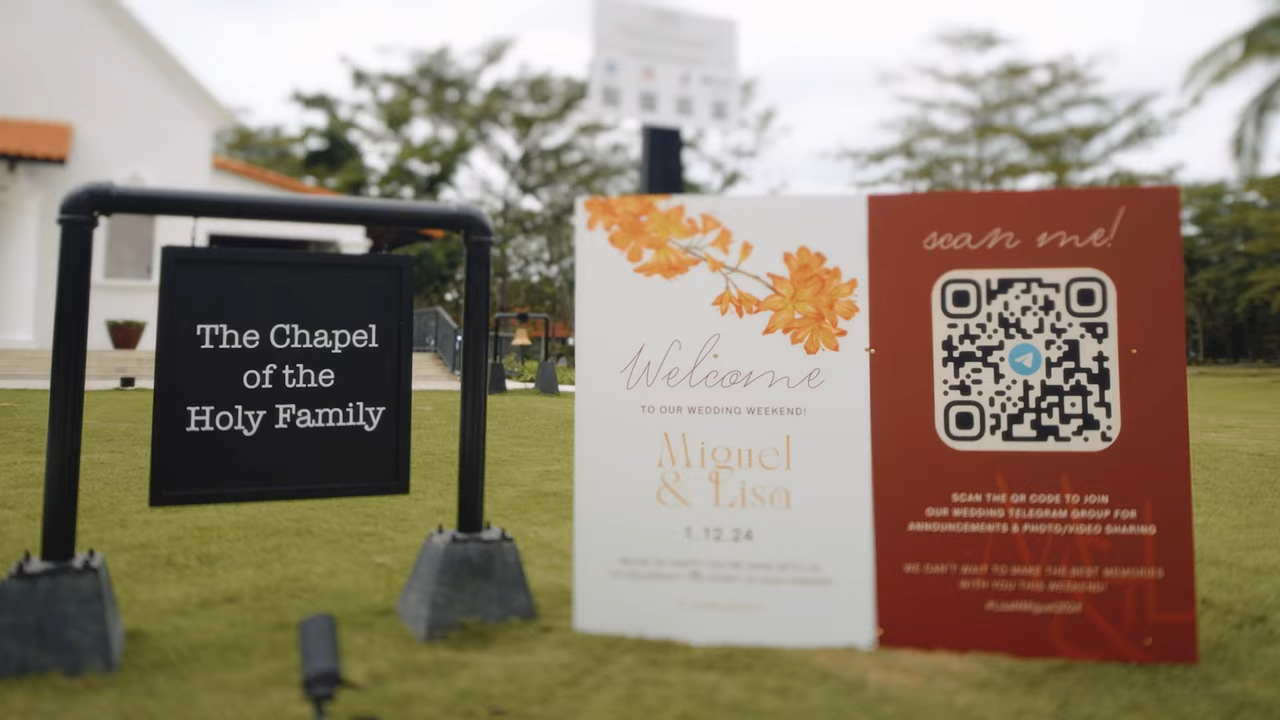 The Chapel
of the
Holy Family
Welcome
TO OUR WEDDING WEEKEND!
Miguel
& Lisa
1.12.24
scan me!
SCAN THE QR CODE TO JOIN
OUR WEDDING TELEGRAM GROUP FOR
ANNOUNCEMENTS & PHOTO/VIDEO SHARING
WE CAN'T WAIT TO MAKE THE BEST MEMORIES
WITH YOU THIS WEEKEND!